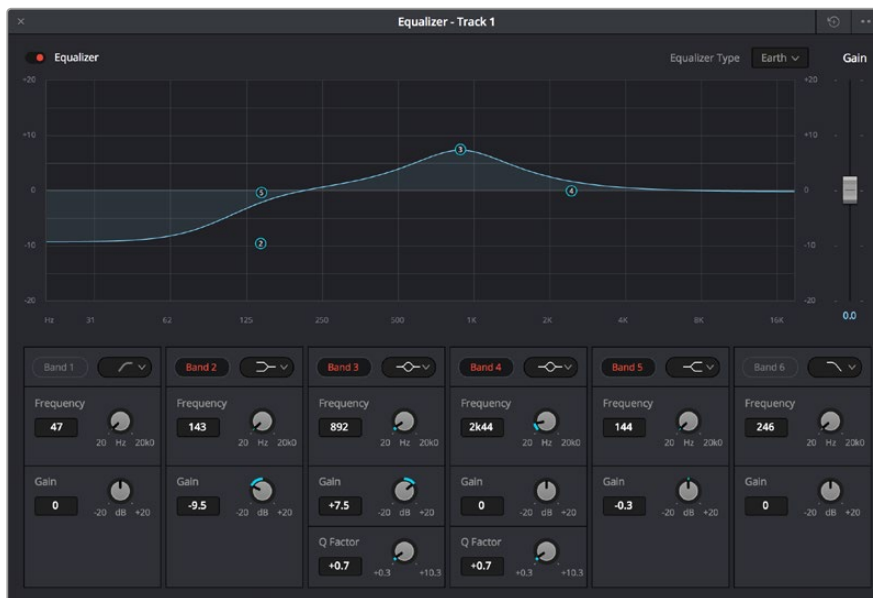 Equalizer - Track 1
Equalizer
Equalizer Type Earth Gain
+20 +20
+10 +10
3
0 5 4 0
-10 2 -10
-20 -20
Hz 31 62 125 250 500 1K 2K 4K 8K 16K 0.0
Band 1 Band 2 Band 3 Band 4 Band 5 Band 6
Frequency Frequency Frequency Frequency Frequency Frequency
47 143 892 2k44 144 246
20 Hz 20k0 20 Hz 20k0 20 Hz 20k0 20 Hz 20k0 20 Hz 20k0 20 Hz 20k0
Gain Gain Gain Gain Gain Gain
0 -9.5 +7.5 0 -0.3 0
-20 dB +20 -20 dB +20 -20 dB +20 -20 dB +20 -20 dB +20 -20 dB +20
Q Factor Q Factor
+0.7 +0.7
+0.3 +10.3 +0.3 +10.3